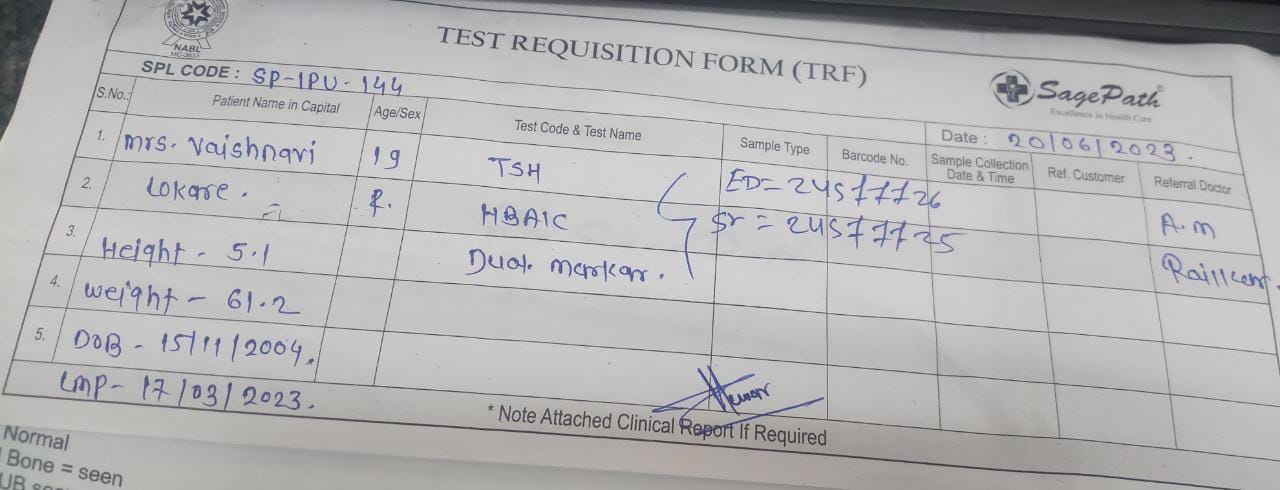 NABL
MC-3633
TEST REQUISITION FORM (TRF)
SagePath
Excellence In Health Care
SPL CODE : SP-IPU-144
Date : 20/06/2023.
S.No.: Patient Name in Capital Age/Sex Test Code & Test Name Sample Type Barcode No. Sample Collection Date & Time Ref. Customer Referral Doctor
1. Mrs. Vaishnavi 19 TSH ED= 24577726 A.M
2. Lokare. F. HBA1C Sr = 24577725
3. Height - 5.1 Dual Marker.
4. Weight - 61.2
5. DOB - 15/11/2004.
LMP- 17/03/2023.
* Note Attached Clinical Report If Required
Normal
Bone = seen